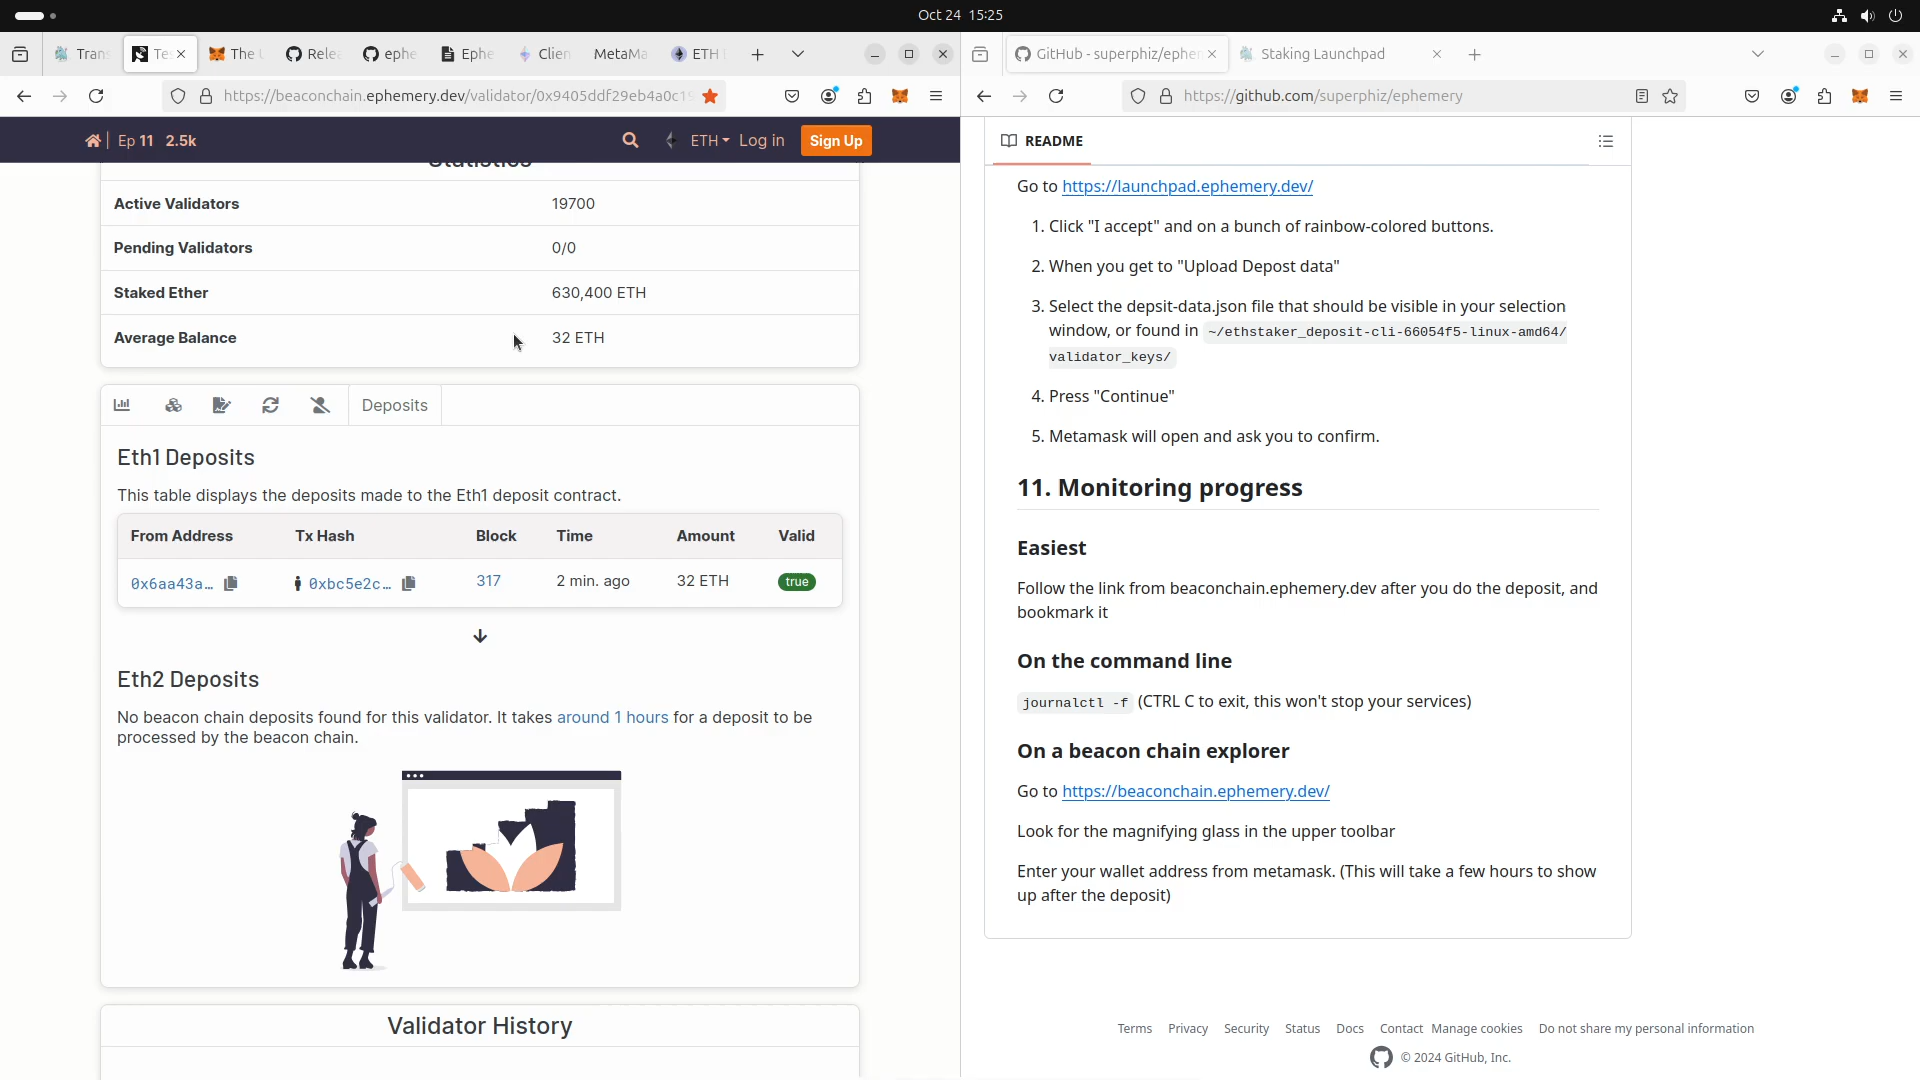 Oct 24 15:25
Trans
Tes
The
Relea
ephe
Ephe
Clien
MetaMa
ETH
https://beaconchain.ephemery.dev/validator/0x9405ddf29eb4a0c19
Ep 11 2.5k
ETH
Log in
Sign Up
Statistics
Active Validators 19700
Pending Validators 0/0
Staked Ether 630,400 ETH
Average Balance 32 ETH
Deposits
Eth1 Deposits
This table displays the deposits made to the Eth1 deposit contract.
From Address Tx Hash Block Time Amount Valid
0x6aa43a… 0xbc5e2c… 317 2 min. ago 32 ETH true
Eth2 Deposits
No beacon chain deposits found for this validator. It takes around 1 hours for a deposit to be
processed by the beacon chain.
Validator History
GitHub - superphiz/ephem
Staking Launchpad
https://github.com/superphiz/ephemery
README
Go to https://launchpad.ephemery.dev/
1. Click "I accept" and on a bunch of rainbow-colored buttons.
2. When you get to "Upload Depost data"
3. Select the depsit-data.json file that should be visible in your selection
window, or found in ~/ethstaker_deposit-cli-66054f5-linux-amd64/
validator_keys/
4. Press "Continue"
5. Metamask will open and ask you to confirm.
11. Monitoring progress
Easiest
Follow the link from beaconchain.ephemery.dev after you do the deposit, and
bookmark it
On the command line
journalctl -f (CTRL C to exit, this won't stop your services)
On a beacon chain explorer
Go to https://beaconchain.ephemery.dev/
Look for the magnifying glass in the upper toolbar
Enter your wallet address from metamask. (This will take a few hours to show
up after the deposit)
Terms Privacy Security Status Docs Contact Manage cookies Do not share my personal information
© 2024 GitHub, Inc.